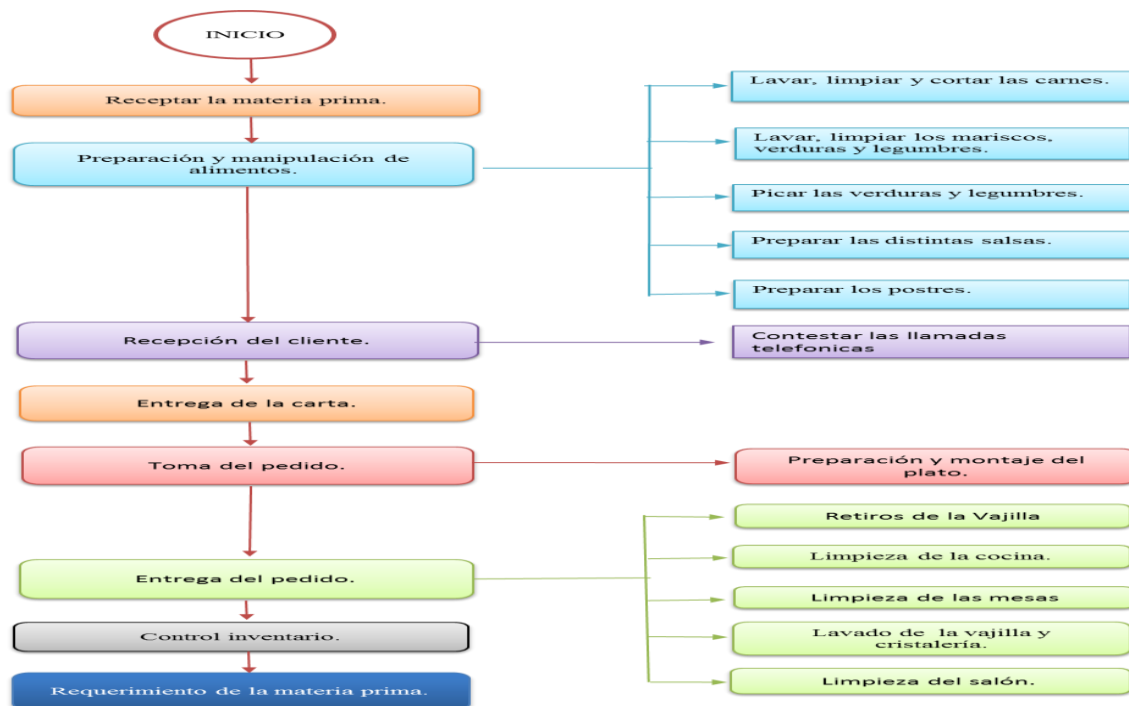 INICIO
Receptar la materia prima.
Preparación y manipulación de
alimentos.
Lavar, limpiar y cortar las carnes.
Lavar, limpiar los mariscos,
verduras y legumbres.
Picar las verduras y legumbres.
Preparar las distintas salsas.
Preparar los postres.
Recepción del cliente.
Contestar las llamadas
telefonicas
Entrega de la carta.
Toma del pedido.
Preparación y montaje del
plato.
Entrega del pedido.
Retiros de la Vajilla
Limpieza de la cocina.
Limpieza de las mesas
Lavado de la vajilla y
cristalería.
Limpieza del salón.
Control inventario.
Requerimiento de la materia prima.